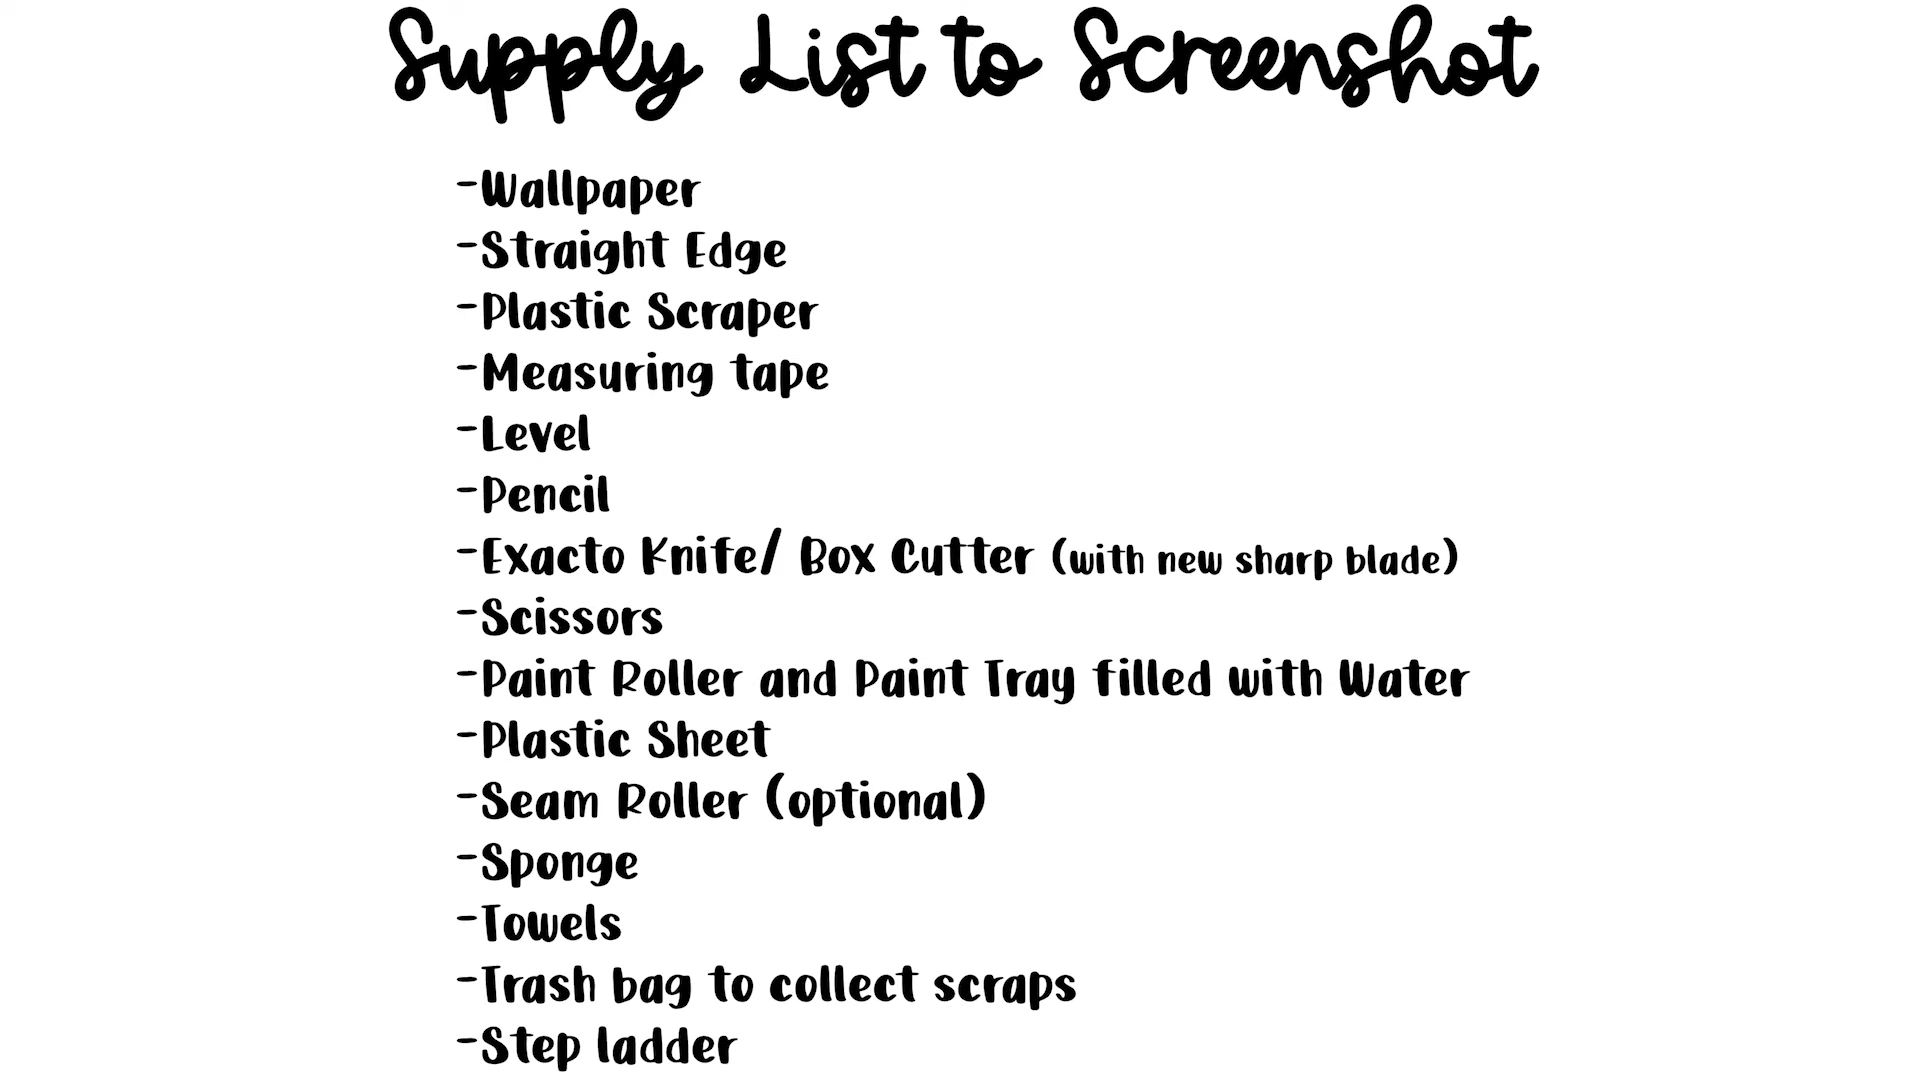 Supply List to Screenshot
-Wallpaper
-Straight Edge
-Plastic Scraper
-Measuring tape
-Level
-Pencil
-Exacto Knife/ Box Cutter (with new sharp blade)
-Scissors
-Paint Roller and Paint Tray filled with Water
-Plastic Sheet
-Seam Roller (optional)
-Sponge
-Towels
-Trash bag to collect scraps
-Step ladder